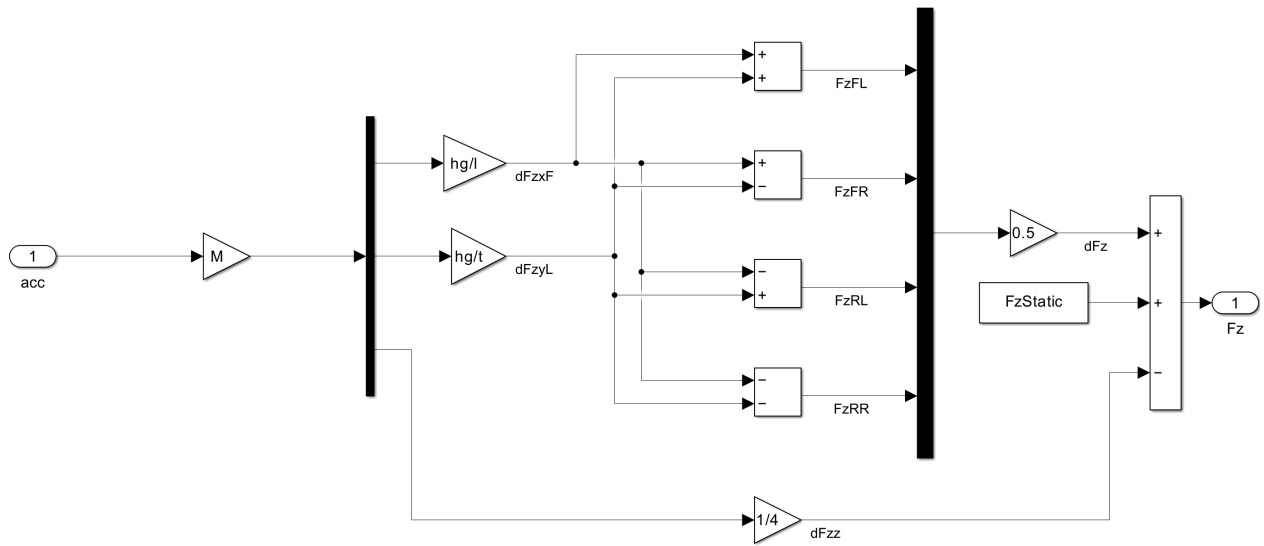 +
+
FzFL
hg/l
dFzxF
+
−
FzFR
0.5
dFz
+
1
acc
M
hg/t
dFzyL
−
+
FzRL
FzStatic
+
1
Fz
−
−
−
FzRR
1/4
dFzz